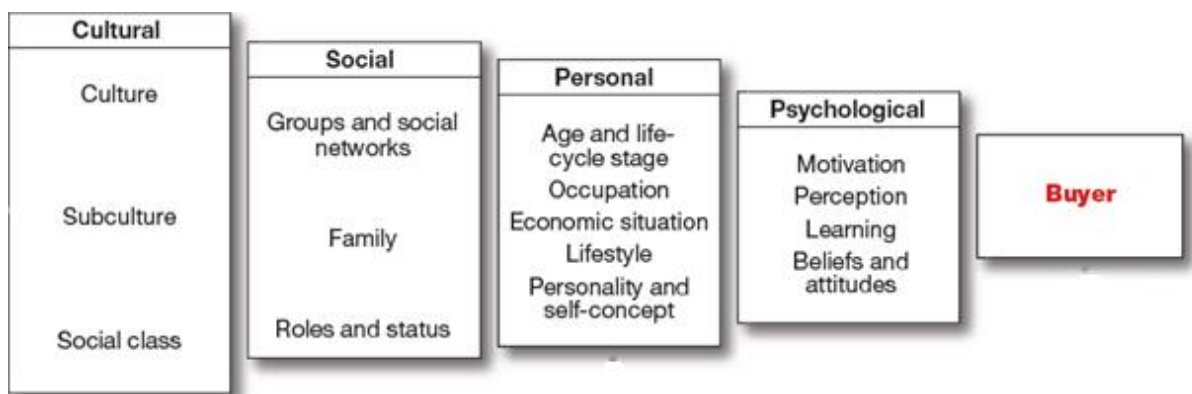 Cultural
Culture
Subculture
Social class
Social
Groups and social
networks
Family
Roles and status
Personal
Age and life-
cycle stage
Occupation
Economic situation
Lifestyle
Personality and
self-concept
Psychological
Motivation
Perception
Learning
Beliefs and
attitudes
Buyer